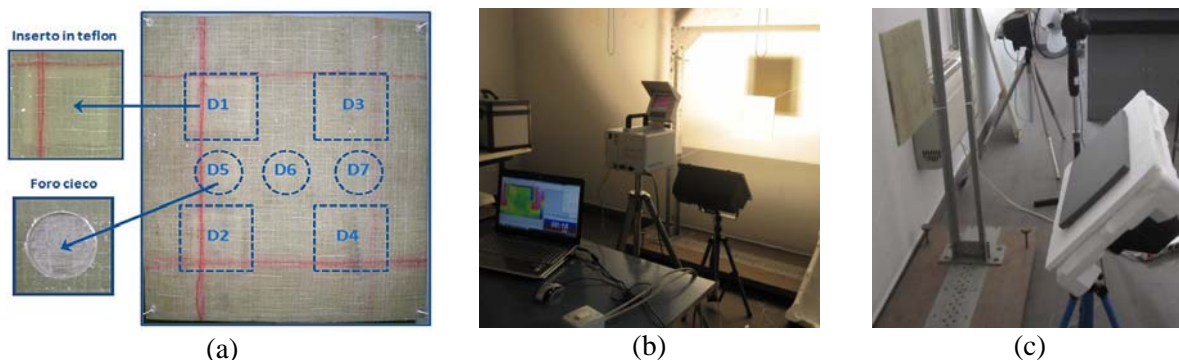 Inserto in teflon
D1
D3
D5
D6
D7
Foro cieco
D2
D4
(a)
(b)
(c)